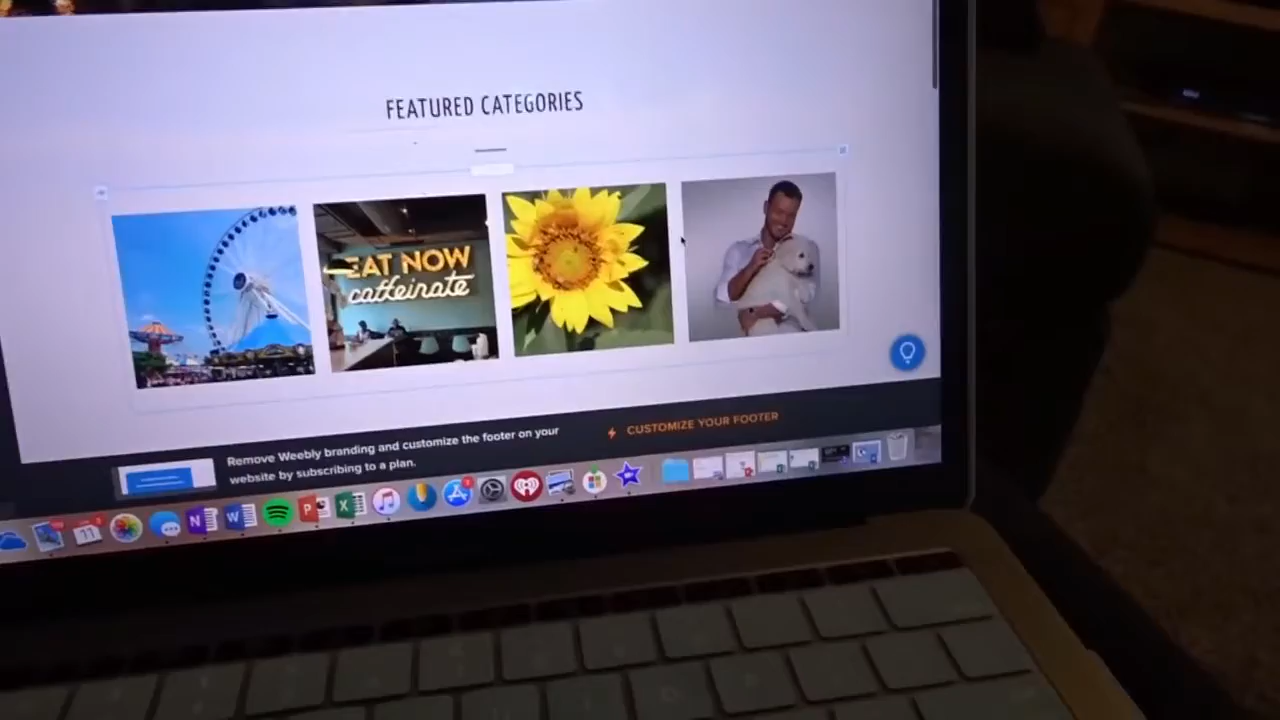 FEATURED CATEGORIES
EAT NOW
caffeinate
Remove Weebly branding and customize the footer on your
website by subscribing to a plan.
CUSTOMIZE YOUR FOOTER